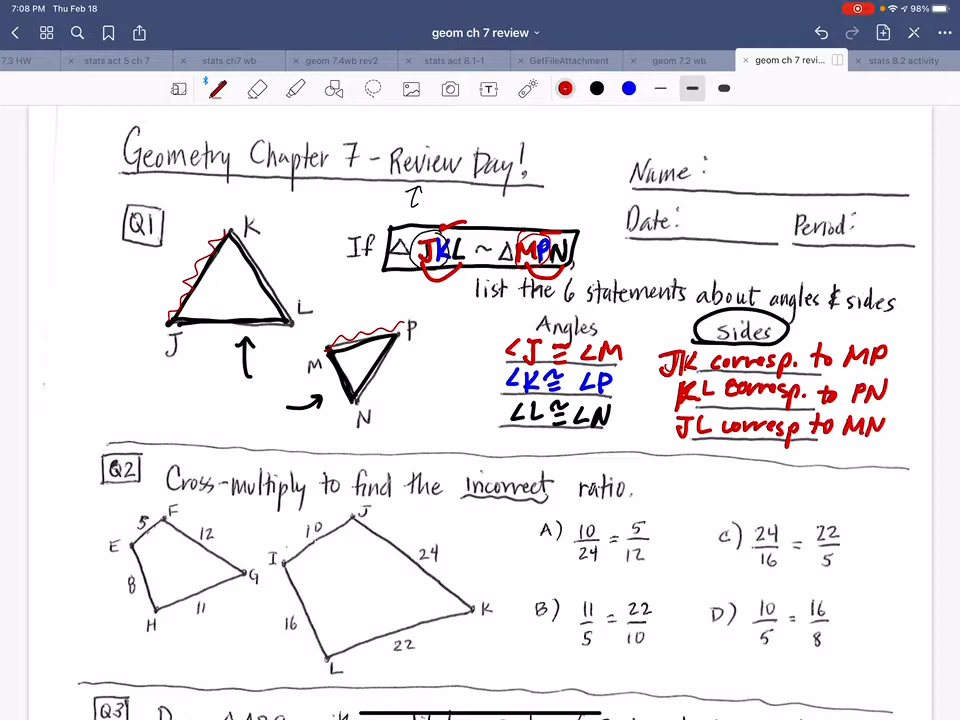 7:08 PM Thu Feb 18
98%
geom ch 7 review
7.3 HW
stats act 5 ch 7
stats ch7 wb
geom 7.4wb rev2
stats act 8.1-1
GetFileAttachment
geom 7.2 wb
geom ch 7 revi...
stats 8.2 activity
Geometry Chapter 7 - Review Day!
Name:
Date: Period:
Q1
K
J
L
M
P
N
If △JKL ~ △MPN,
list the 6 statements about angles & sides
Angles
∠J ≅ ∠M
∠K ≅ ∠P
∠L ≅ ∠N
Sides
JK corresp. to MP
KL corresp. to PN
JL corresp to MN
Q2 Cross-multiply to find the incorrect ratio.
F
5
12
E
G
8
11
H
J
10
24
I
K
16
22
L
A) 10/24 = 5/12
B) 11/5 = 22/10
C) 24/16 = 22/5
D) 10/5 = 16/8
Q3